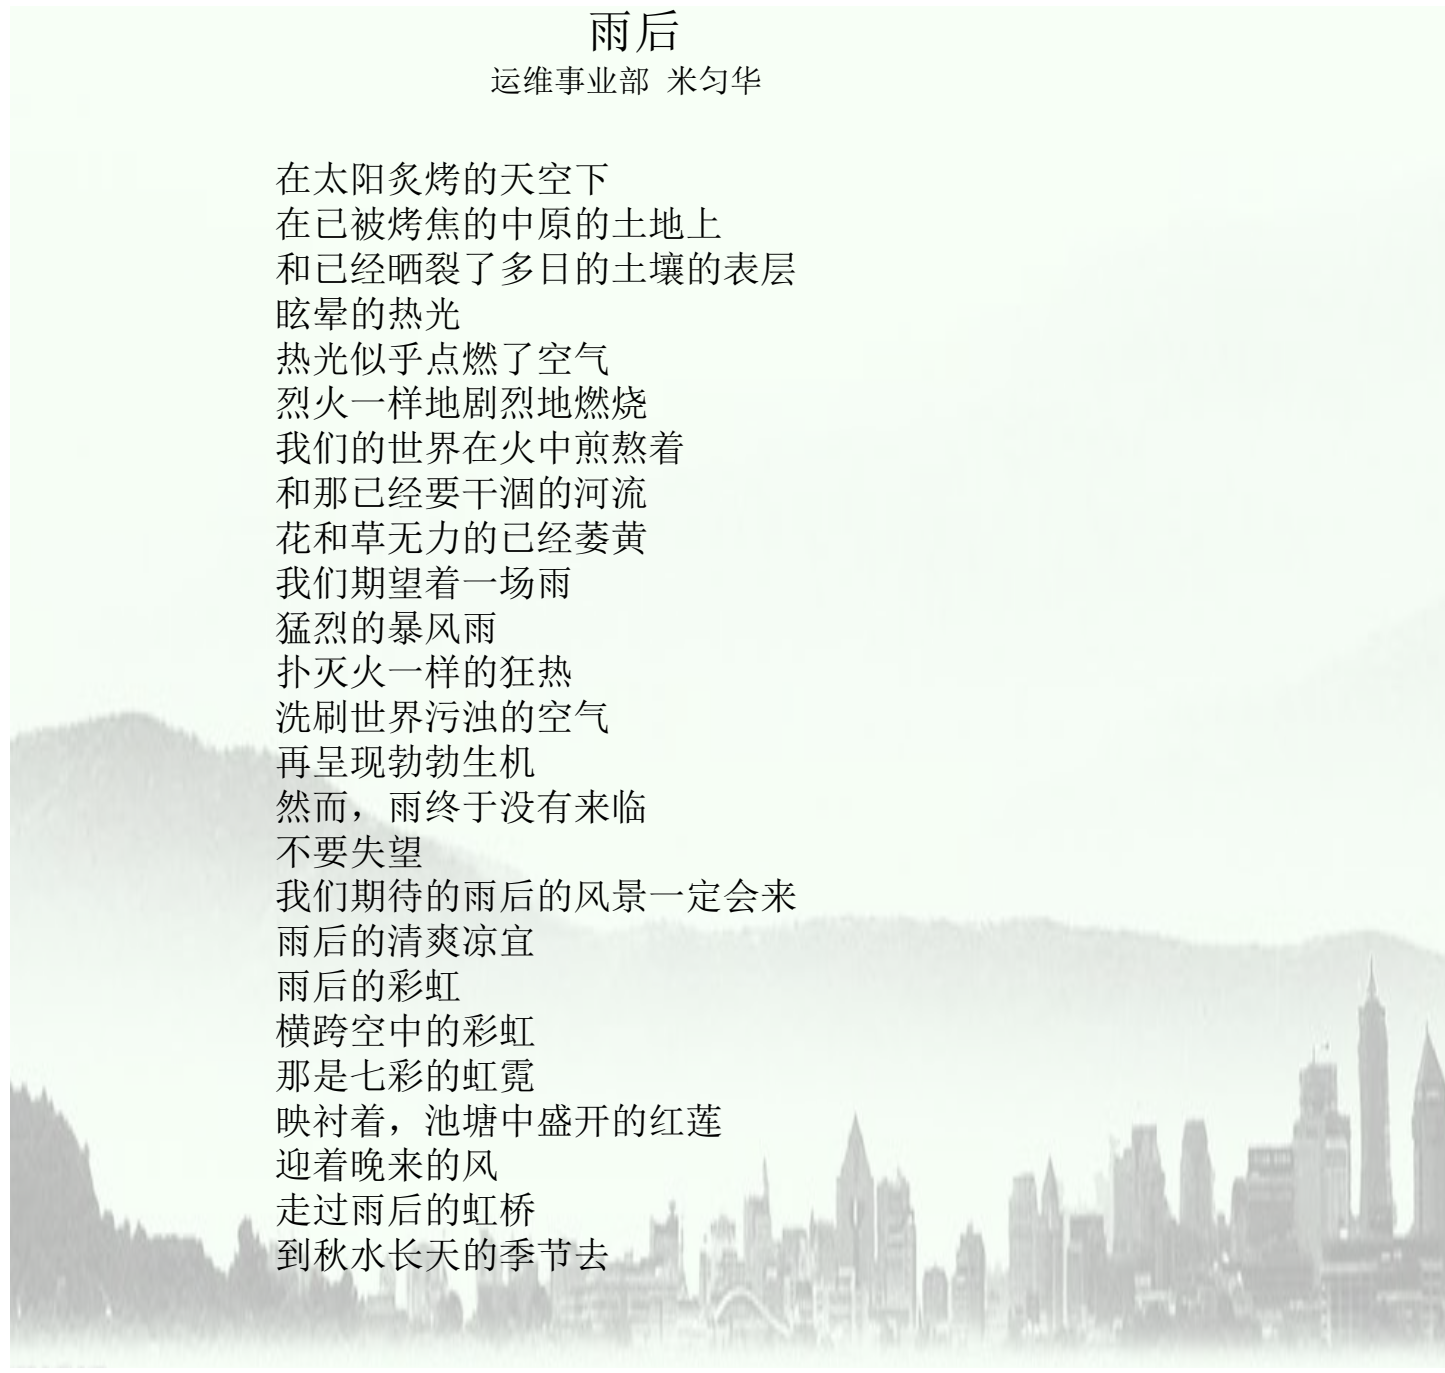 雨后
运维事业部 米匀华
在太阳炙烤的天空下
在已被烤焦的中原的土地上
和已经晒裂了多日的土壤的表层
眩晕的热光
热光似乎点燃了空气
烈火一样地剧烈地燃烧
我们的世界在火中煎熬着
和那已经要干涸的河流
花和草无力的已经萎黄
我们期望着一场雨
猛烈的暴风雨
扑灭火一样的狂热
洗刷世界污浊的空气
再呈现勃勃生机
然而，雨终于没有来临
不要失望
我们期待的雨后的风景一定会来
雨后的清爽凉宜
雨后的彩虹
横跨空中的彩虹
那是七彩的虹霓
映衬着，池塘中盛开的红莲
迎着晚来的风
走过雨后的虹桥
到秋水长天的季节去